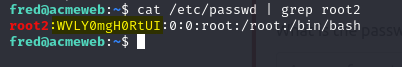 fred@acmeweb:~$ cat /etc/passwd | grep root2
root2:WVLY0mgH0RtUI:0:0:root:/root:/bin/bash
fred@acmeweb:~$